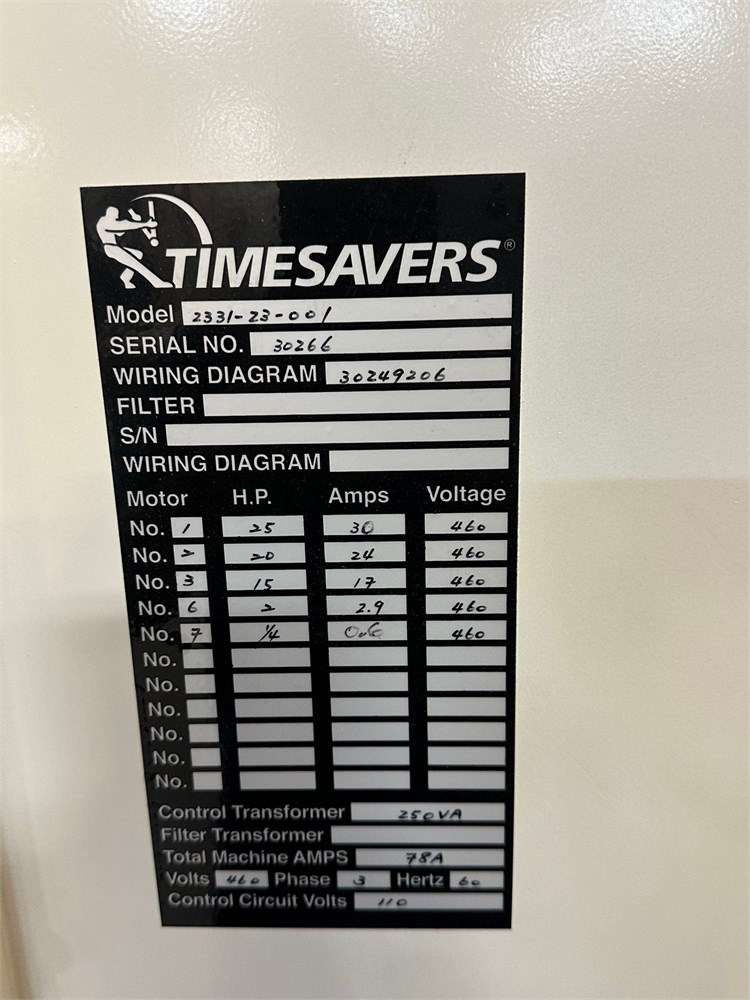 TIMESAVERS®
Model 2331-23-001
SERIAL NO. 30266
WIRING DIAGRAM 30249206
FILTER
S/N
WIRING DIAGRAM
Motor H.P. Amps Voltage
No. 1 25 30 460
No. 2 20 24 460
No. 3 15 17 460
No. 6 2 2.9 460
No. 7 1/4 0.6 460
No.
No.
No.
No.
No.
No.
Control Transformer 250VA
Filter Transformer
Total Machine AMPS 78A
Volts 460 Phase 3 Hertz 60
Control Circuit Volts 110